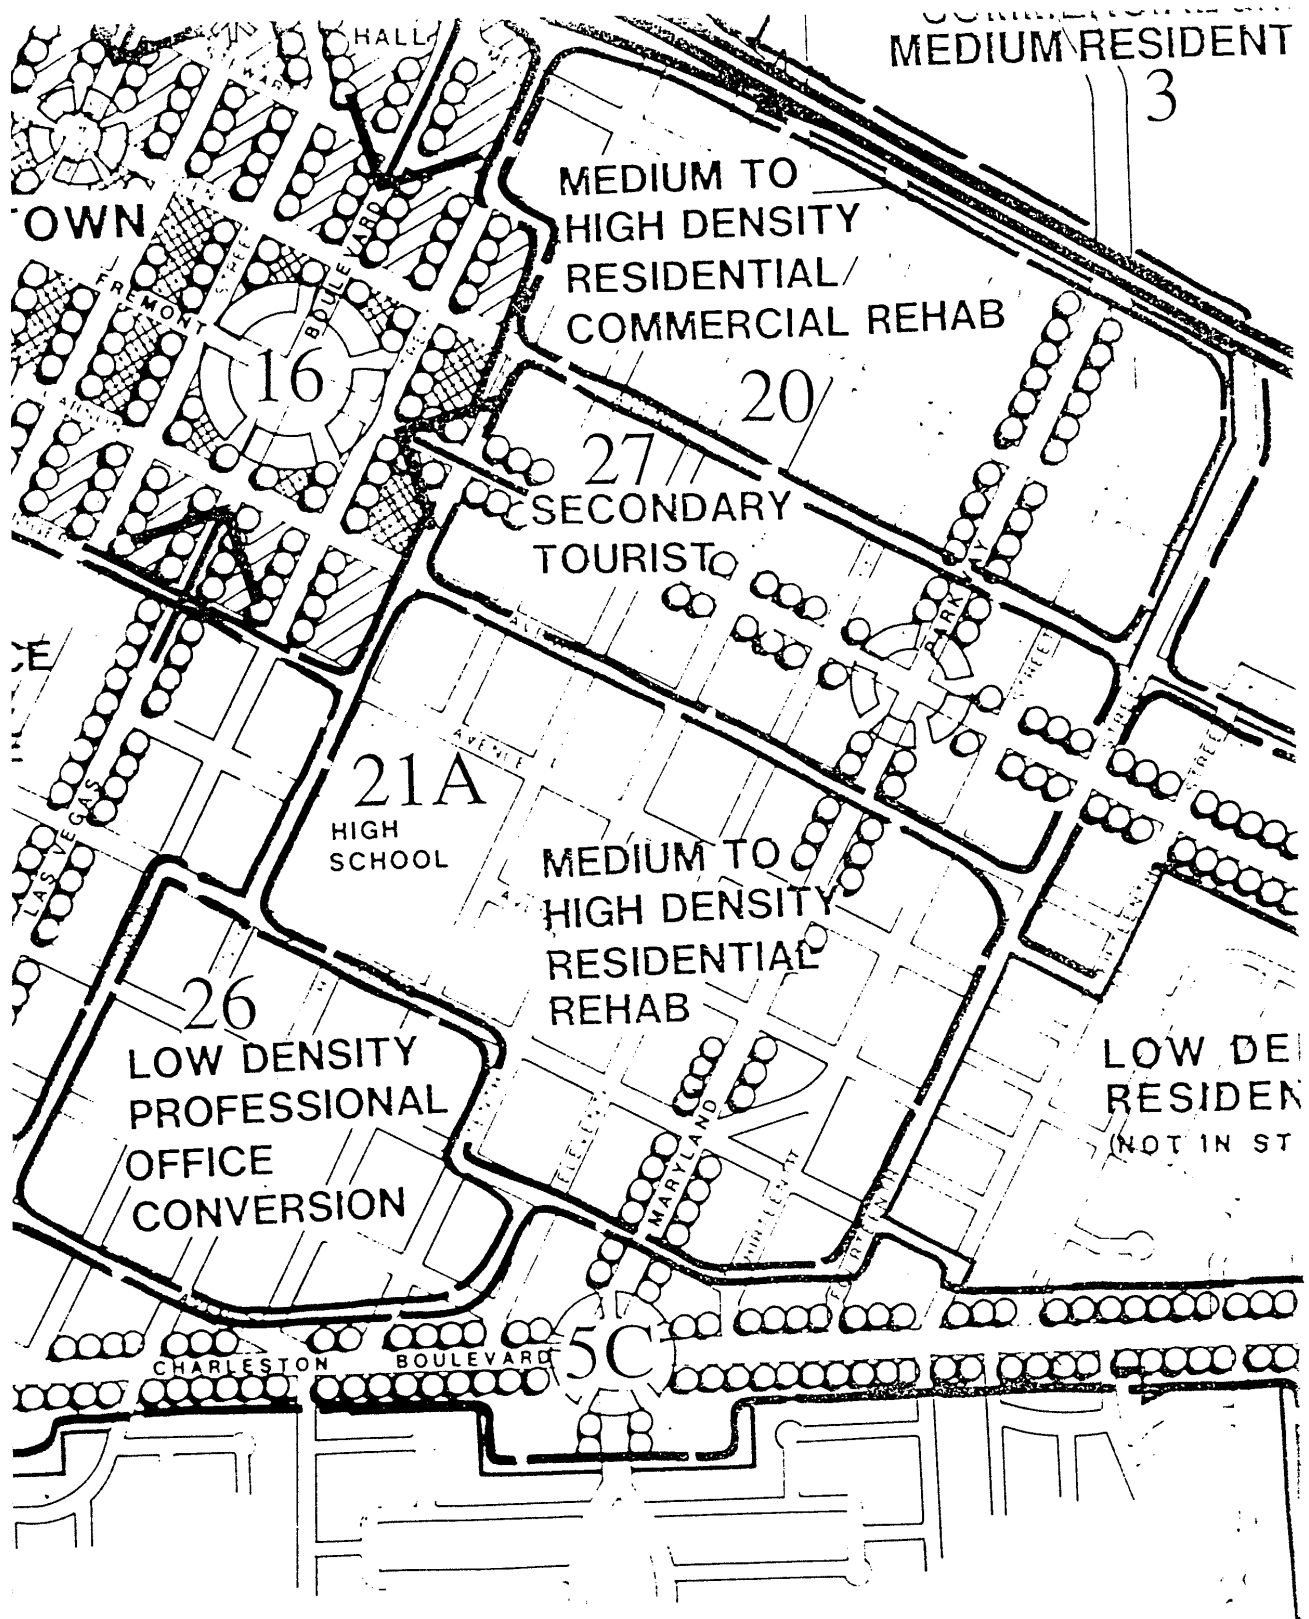 HALL
MEDIUM RESIDENT
3
TOWN
MEDIUM TO
HIGH DENSITY
RESIDENTIAL/
COMMERCIAL REHAB
BOULEVARD
FREMONT
16
20
27
SECONDARY
TOURIST
PARK
CE
AVENUE
21A
HIGH
SCHOOL
LAS VEGAS
MEDIUM TO
HIGH DENSITY
RESIDENTIAL
REHAB
26
LOW DENSITY
PROFESSIONAL
OFFICE
CONVERSION
LOW DE
RESIDEN
(NOT IN ST
MARYLAND
5C
CHARLESTON BOULEVARD